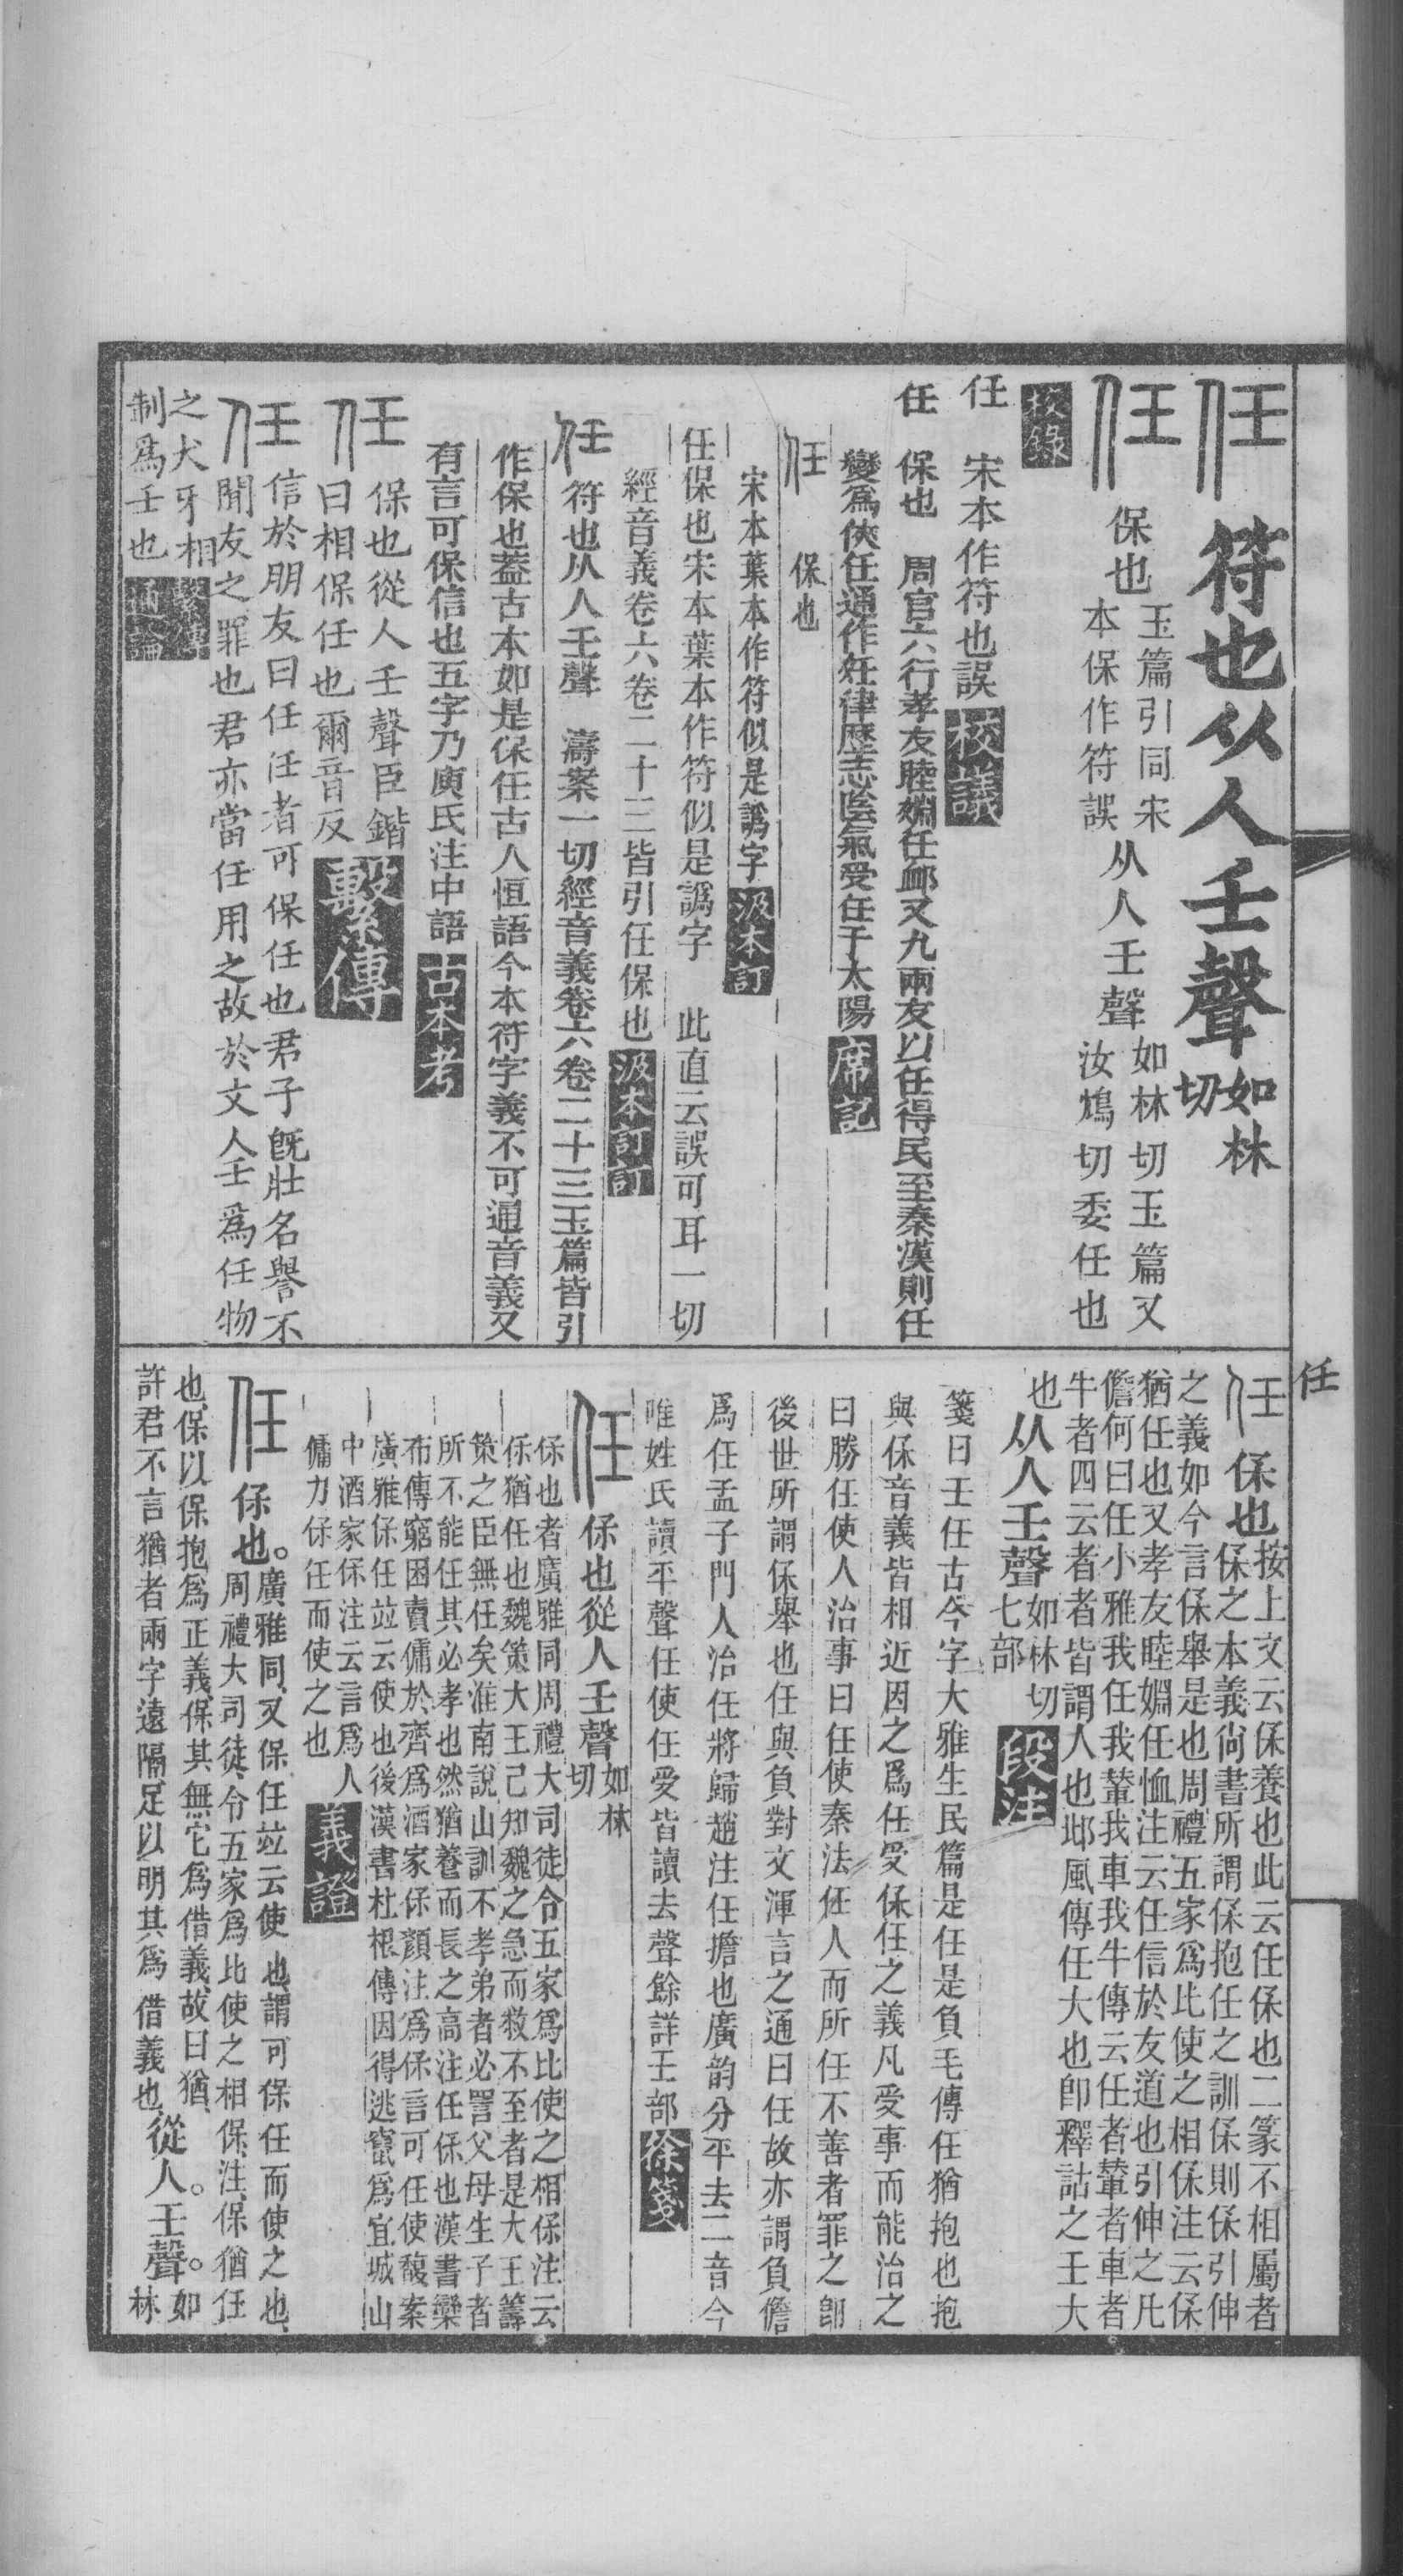 任
任 符也从人壬聲如林切
任 保也玉篇引同宋本保作符誤从人壬聲如林切玉篇又汝鴆切委任也
校錄
任 宋本作符也誤 校議
任 保也 周官六行孝友睦婣任䘏又九兩友以任得民至秦漢則任
變爲俠任通作妊律歷志陰氣受任于太陽 席記
任 保也
宋本葉本作符似是譌字 汲本訂
任保也宋本葉本作符似是譌字 此直云誤可耳一切
經音義卷六卷二十三皆引任保也 汲本訂訂
任 符也从人壬聲 濤案一切經音義卷六卷二十三玉篇皆引
作保也蓋古本如是保任古人恒語今本符字義不可通音義又
有言可保信也五字乃庾氏注中語 古本考
任 保也從人壬聲臣鍇
曰相保任也爾音反 繫傳
任 信於朋友曰任任者可保任也君子旣壯名譽不
聞友之罪也君亦當任用之故於文人壬爲任物
之犬牙相
制爲壬也 繫傳通論
任 㑥也按上文云㑥養也此云任㑥也二篆不相屬者
㑥之本義尙書所謂㑥抱任之訓㑥則㑥引伸
之義如今言㑥舉是也周禮五家爲比使之相㑥注云㑥
猶任也又孝友睦婣任恤注云任信於友道也引伸之凡
儋何曰任小雅我任我輦我車我牛傳云任者輦者車者
牛者四云者者皆謂人也邶風傳任大也卽釋詁之壬大
也从人壬聲如林切七部 段注
箋曰壬任古今字大雅生民篇是任是負毛傳任猶抱也抱
與㑥音義皆相近因之爲任受㑥任之義凡受事而能治之
曰勝任使人治事曰任使秦法任人而所任不善者罪之卽
後世所謂㑥舉也任與負對文渾言之通曰任故亦謂負儋
爲任孟子門人治任將歸趙注任擔也廣韵分平去二音今
唯姓氏讀平聲任使任受皆讀去聲餘詳壬部 徐箋
任 㑥也從人壬聲如林切
㑥也者廣雅同周禮大司徒令五家爲比使之相㑥注云
㑥猶任也魏策大王己知魏之急而救不至者是大王籌
策之臣無任矣淮南說山訓不孝弟者必詈父母生子者
所不能任其必孝也然猶養而長之高注任㑥也漢書欒
布傳窮困賣傭於齊爲酒家㑥顏注爲㑥言可任使馥案
廣雅㑥任竝云使也後漢書杜根傳因得逃竄爲宜城山
中酒家㑥注云言爲人
傭力㑥任而使之也 義證
任 㑥也。廣雅同、又保任竝云使也、謂可保任而使之也、
周禮大司徒、令五家爲比使之相保、注、保猶任
也、保以保抱爲正義、保其無它爲借義、故曰猶、
許君不言猶者兩字遠隔、足以明其爲借義也、從人。壬聲。如林